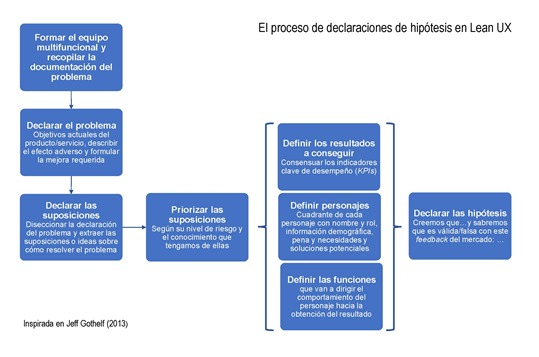 El proceso de declaraciones de hipótesis en Lean UX
Formar el equipo
multifuncional y
recopilar la
documentación del
problema
Declarar el problema
Objetivos actuales del
producto/servicio, describir
el efecto adverso y formular
la mejora requerida
Declarar las
suposiciones
Diseccionar la declaración
del problema y extraer las
suposiciones o ideas sobre
cómo resolver el problema
Priorizar las
suposiciones
Según su nivel de riesgo y
el conocimiento que
tengamos de ellas
Definir los resultados
a conseguir
Consensuar los indicadores
clave de desempeño (KPIs)
Definir personajes
Cuadrante de cada
personaje con nombre y rol,
información demográfica,
pena y necesidades y
soluciones potenciales
Definir las funciones
que van a dirigir el
comportamiento del
personaje hacia la
obtención del resultado
Declarar las hipótesis
Creemos que…y sabremos
que es válida/falsa con este
feedback del mercado: …
Inspirada en Jeff Gothelf (2013)